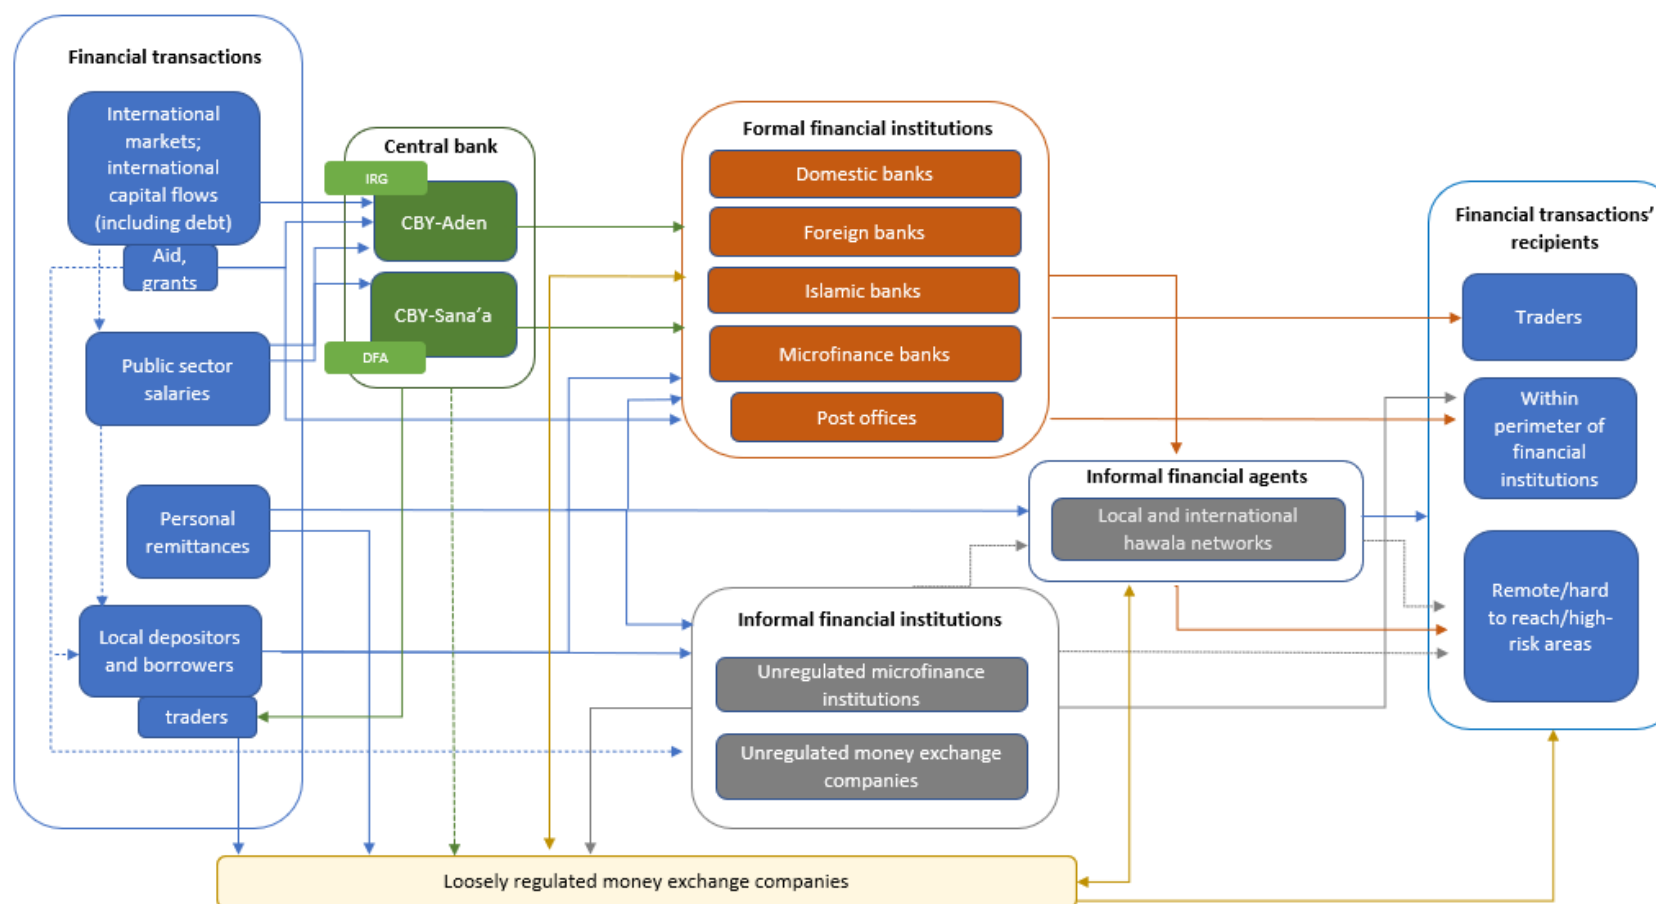 Financial transactions
International
markets;
international
capital flows
(including debt)
Aid,
grants
Public sector
salaries
Personal
remittances
Local depositors
and borrowers
traders
Central bank
IRG
CBY-Aden
CBY-Sana’a
DFA
Formal financial institutions
Domestic banks
Foreign banks
Islamic banks
Microfinance banks
Post offices
Informal financial agents
Local and international
hawala networks
Informal financial institutions
Unregulated microfinance
institutions
Unregulated money exchange
companies
Financial transactions’
recipients
Traders
Within
perimeter of
financial
institutions
Remote/hard
to reach/high-
risk areas
Loosely regulated money exchange companies